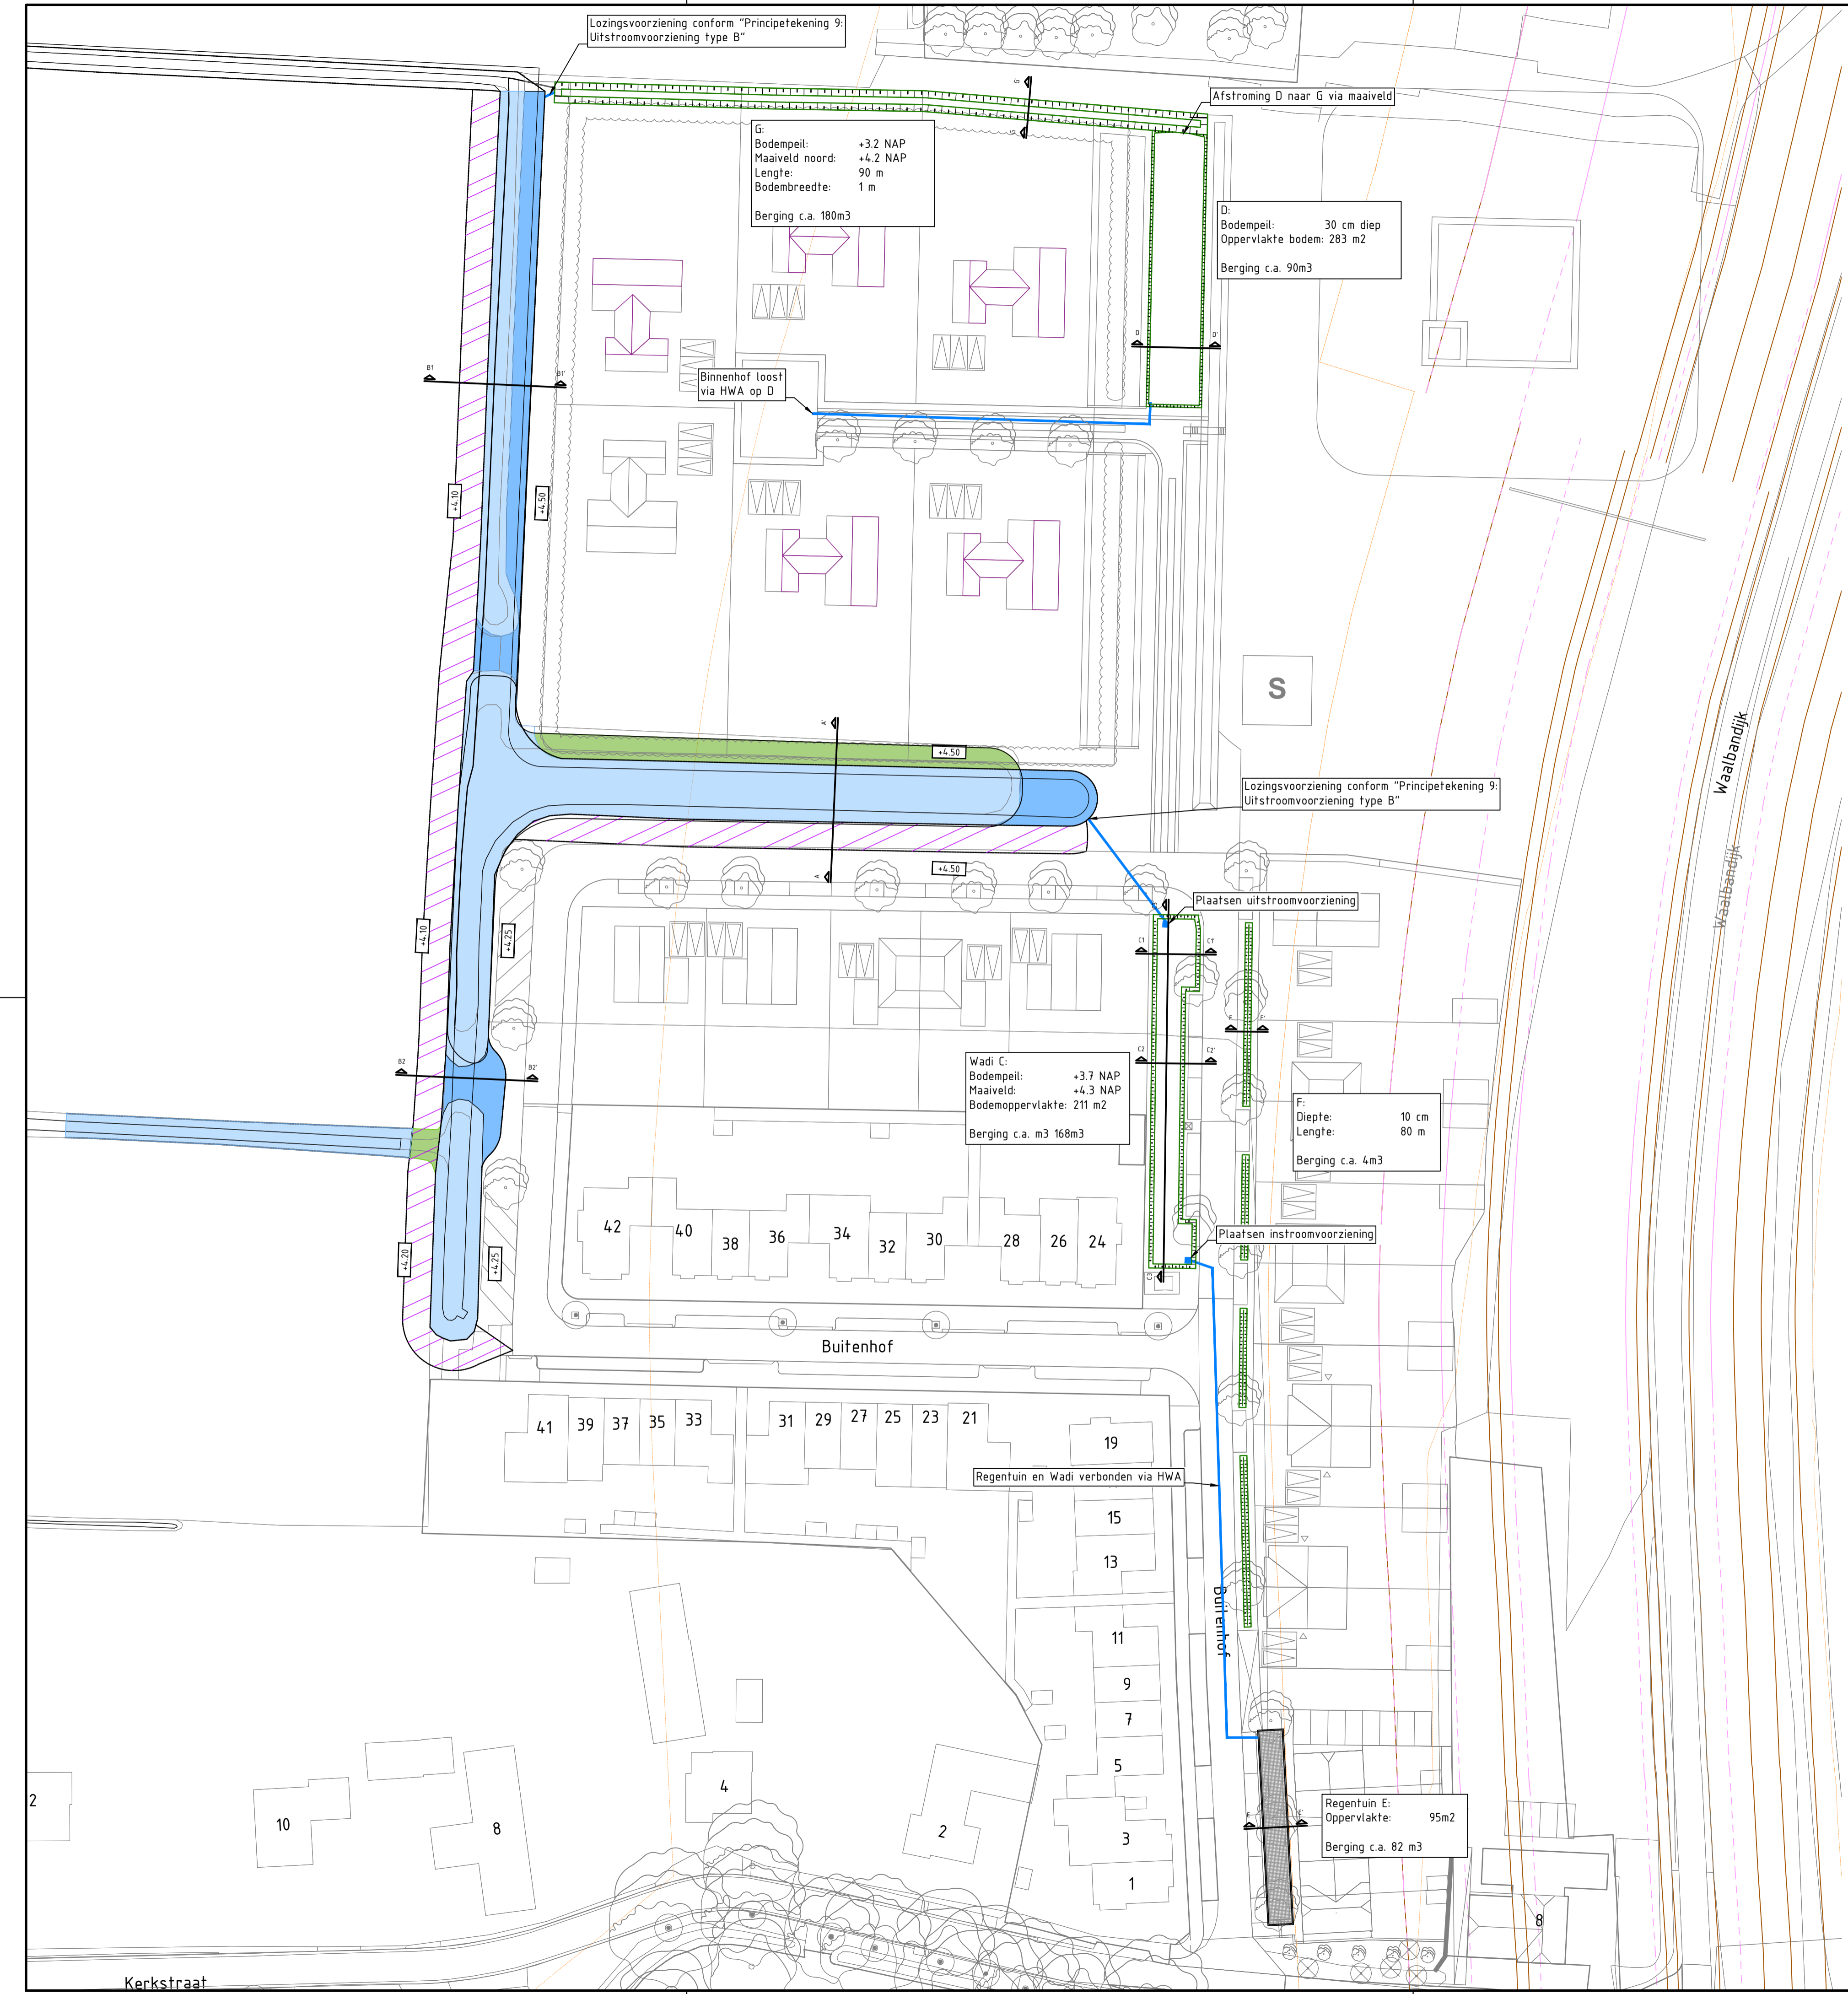 Lozingsvoorziening conform "Principetekening 9:
Uitstroomvoorziening type B"
G'
G
Afstroming D naar G via maaiveld
G:
Bodempeil: +3.2 NAP
Maaiveld noord: +4.2 NAP
Lengte: 90 m
Bodembreedte: 1 m
Berging c.a. 180m3
D:
Bodempeil: 30 cm diep
Oppervlakte bodem: 283 m2
Berging c.a. 90m3
D
D'
B1
B1'
Binnenhof loost
via HWA op D
+4.10
+4.50
S
A'
+4.50
Waalbandijk
Waalbandijk
Lozingsvoorziening conform "Principetekening 9:
Uitstroomvoorziening type B"
A
+4.50
Plaatsen uitstroomvoorziening
+4.10
+4.25
C1
C1'
F
F'
B2
B2'
C2
C2'
Wadi C:
Bodempeil: +3.7 NAP
Maaiveld: +4.3 NAP
Bodemoppervlakte: 211 m2
Berging c.a. m3 168m3
F:
Diepte: 10 cm
Lengte: 80 m
Berging c.a. 4m3
42
40
38
36
34
32
30
28
26
24
Plaatsen instroomvoorziening
+4.20
+4.25
C3
Buitenhof
41
39
37
35
33
31
29
27
25
23
21
19
Regentuin en Wadi verbonden via HWA
15
13
Buitenhof
11
9
7
5
3
1
2
10
8
4
2
Regentuin E:
Oppervlakte: 95m2
Berging c.a. 82 m3
E
E'
8
Kerkstraat